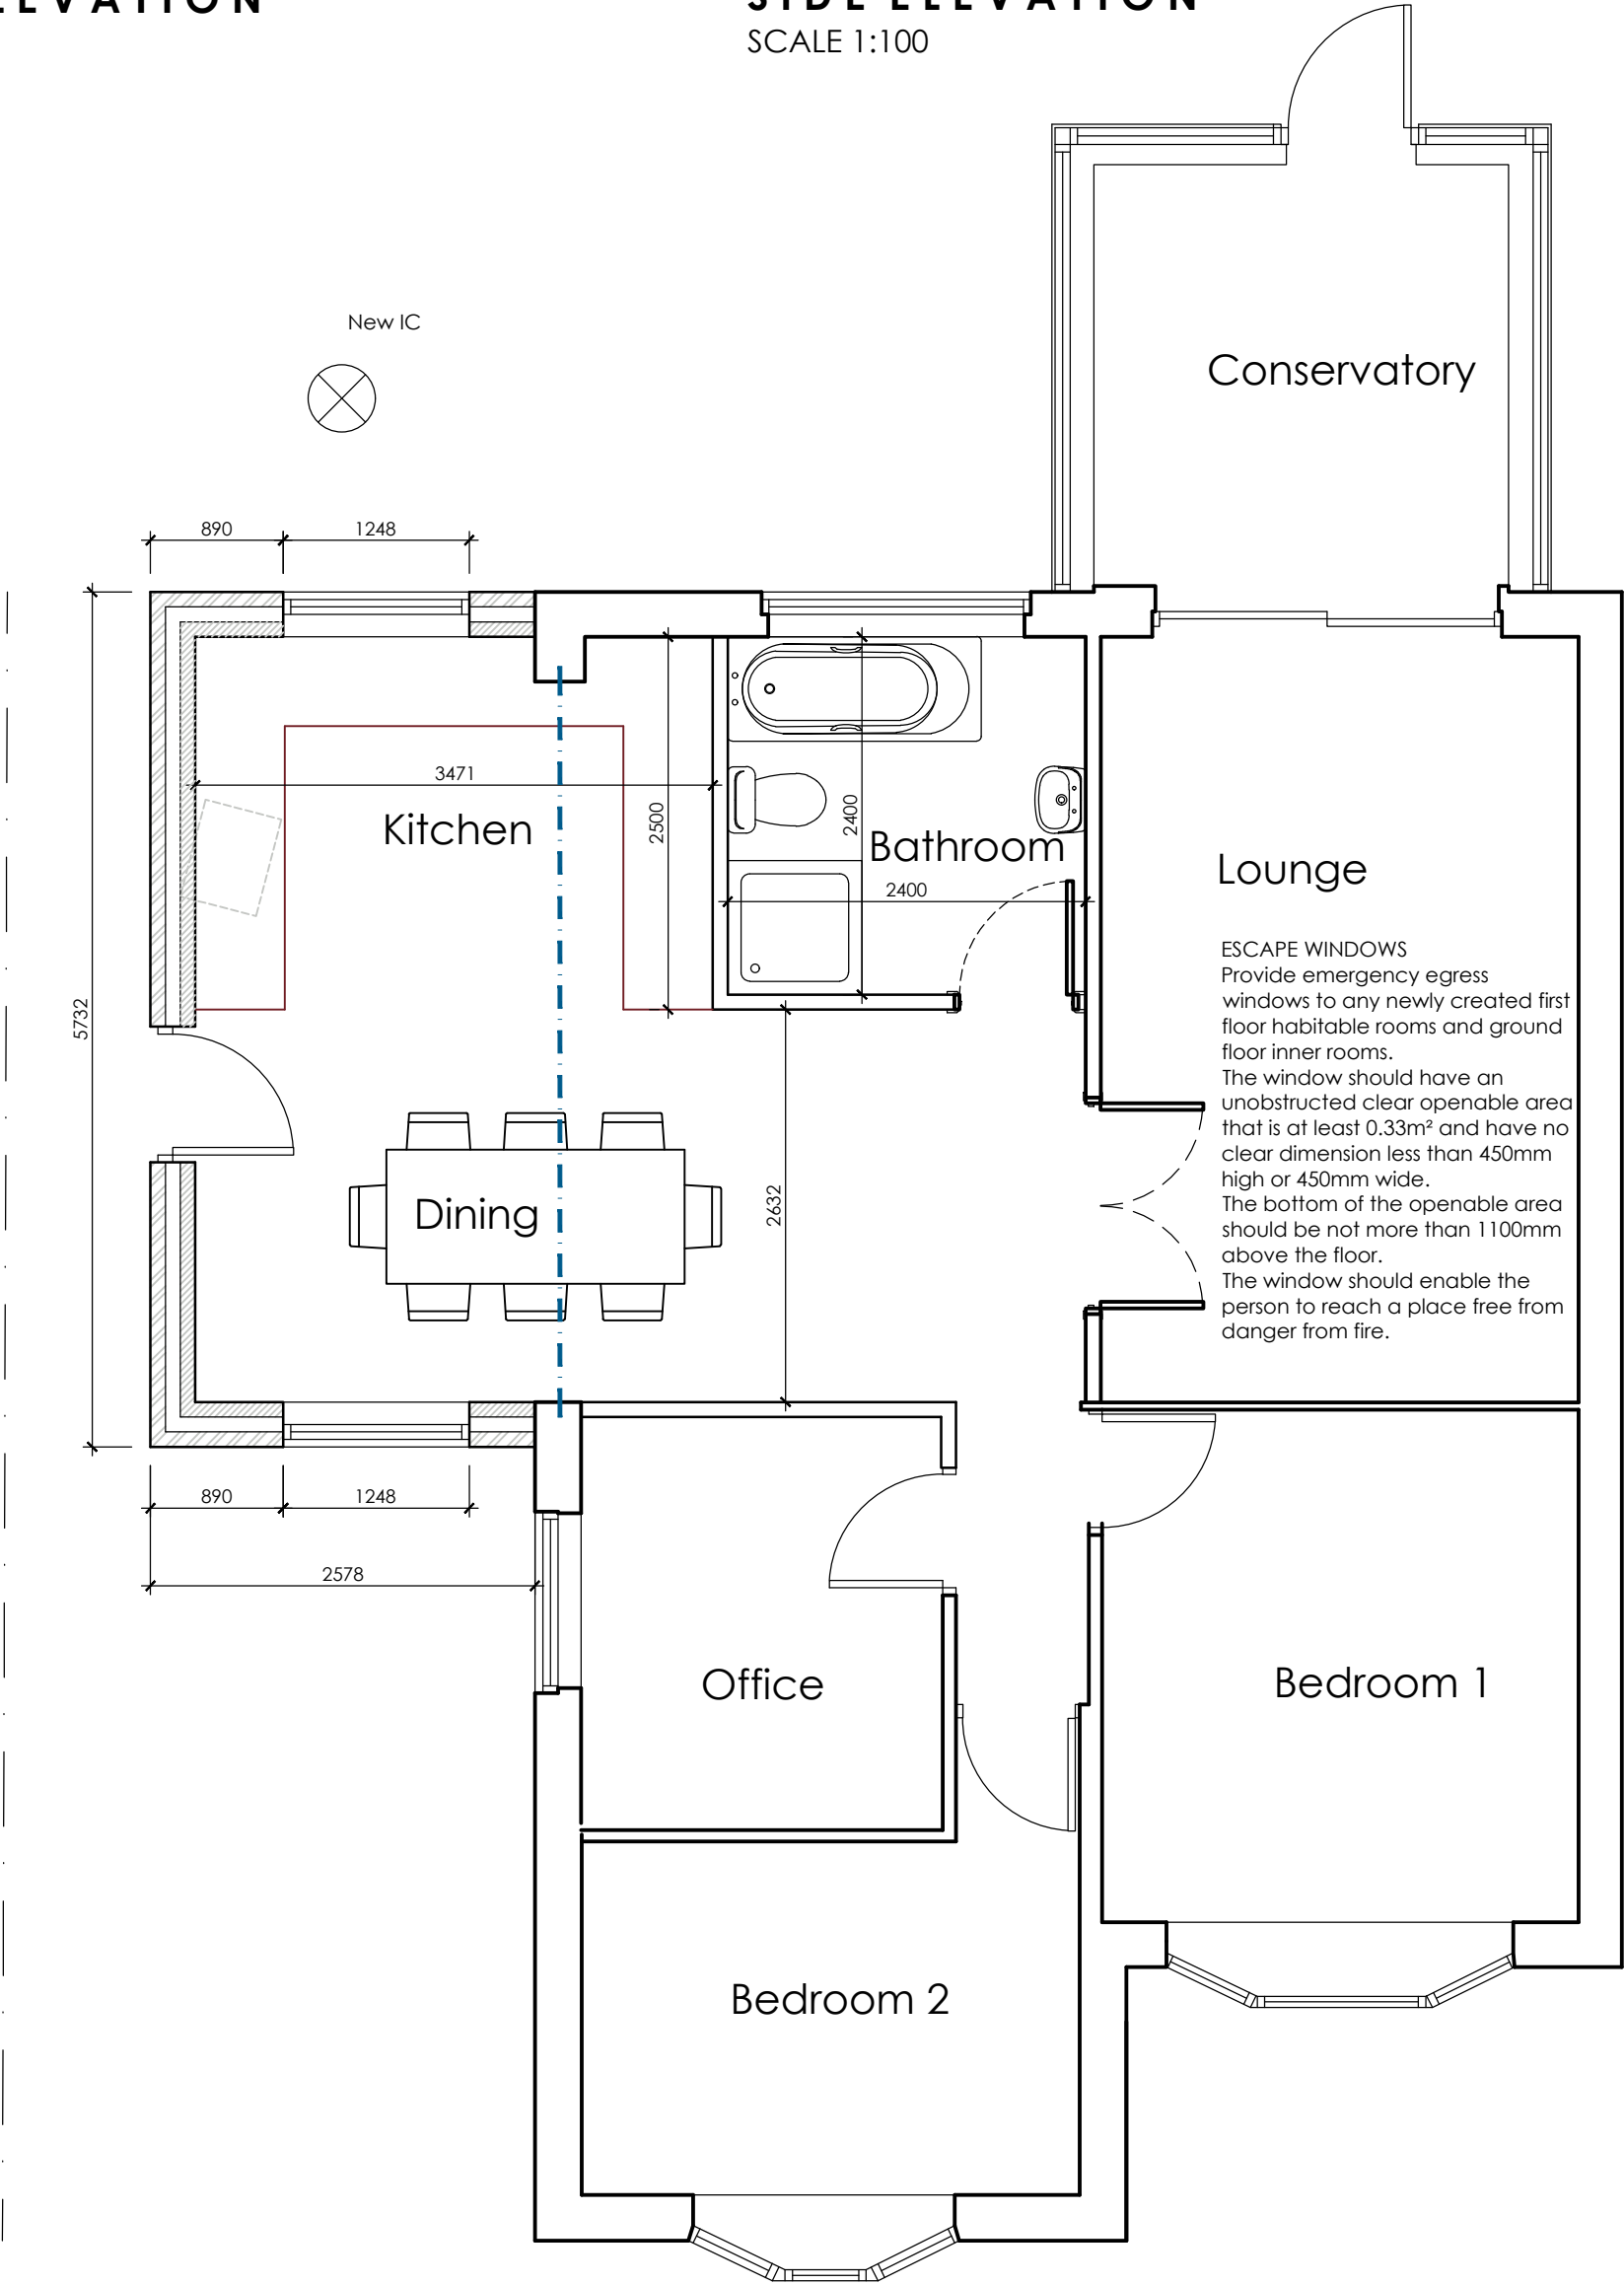 ELEVATION
SIDE ELEVATION
SCALE 1:100
New IC
Conservatory
890
1248
3471
Kitchen
2500
2400
Bathroom
2400
Lounge
ESCAPE WINDOWS
Provide emergency egress
windows to any newly created first
floor habitable rooms and ground
floor inner rooms.
The window should have an
unobstructed clear openable area
that is at least 0.33m² and have no
clear dimension less than 450mm
high or 450mm wide.
The bottom of the openable area
should be not more than 1100mm
above the floor.
The window should enable the
person to reach a place free from
danger from fire.
5732
Dining
2632
890
1248
2578
Office
Bedroom 1
Bedroom 2